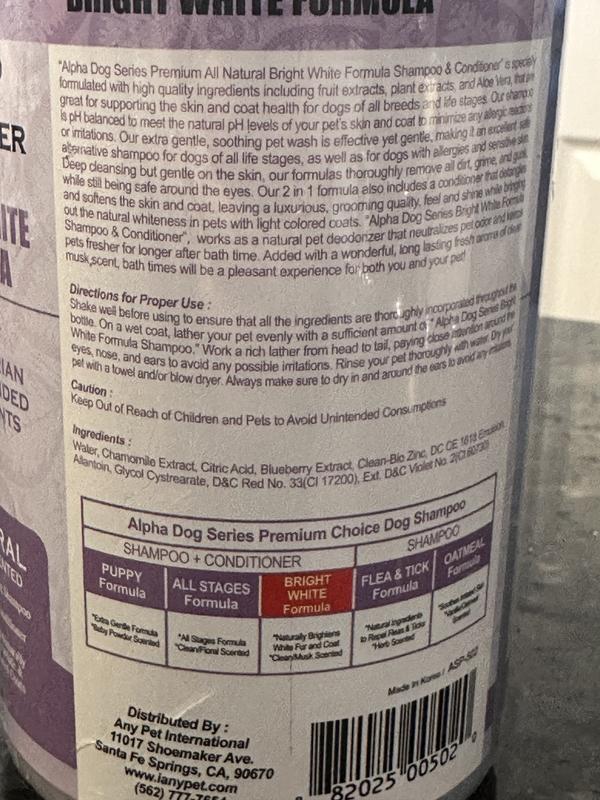 BRIGHT WHITE FORMULA
"Alpha Dog Series Premium All Natural Bright White Formula Shampoo & Conditioner" is specially
formulated with high quality ingredients including fruit extracts, plant extracts, and Aloe Vera, that are
great for supporting the skin and coat health for dogs of all breeds and life stages. Our shampoo
is pH balanced to meet the natural pH levels of your pet's skin and coat to minimize any allergic reactions
or irritations. Our extra gentle, soothing pet wash is effective yet gentle, making it an excellent safe
alternative shampoo for dogs of all life stages, as well as for dogs with allergies and sensitive skin.
Deep cleansing but gentle on the skin, our formulas thoroughly remove all dirt, grime, and gunk,
while still being safe around the eyes. Our 2 in 1 formula also includes a conditioner that detangles
and softens the skin and coat, leaving a luxurious, grooming quality, feel and shine while bringing
out the natural whiteness in pets with light colored coats. "Alpha Dog Series Bright White Formula
Shampoo & Conditioner", works as a natural pet deodorizer that neutralizes pet odor and keeps
pets fresher for longer after bath time. Added with a wonderful, long lasting fresh aroma of clean
musk scent, bath times will be a pleasant experience for both you and your pet!
Directions for Proper Use :
Shake well before using to ensure that all the ingredients are thoroughly incorporated throughout the
bottle. On a wet coat, lather your pet evenly with a sufficient amount of " Alpha Dog Series Bright
White Formula Shampoo." Work a rich lather from head to tail, paying close attention around the
eyes, nose, and ears to avoid any possible irritations. Rinse your pet thoroughly with water. Dry your
pet with a towel and/or blow dryer. Always make sure to dry in and around the ears to avoid any irritations.
Caution :
Keep Out of Reach of Children and Pets to Avoid Unintended Consumptions
Ingredients :
Water, Chamomile Extract, Citric Acid, Blueberry Extract, Clean-Bio Zinc, DC CE 1618 Emulsion,
Allantoin, Glycol Cystrearate, D&C Red No. 33(CI 17200), Ext. D&C Violet No. 2(CI 60730)
Alpha Dog Series Premium Choice Dog Shampoo
SHAMPOO + CONDITIONER
SHAMPOO
PUPPY
Formula
ALL STAGES
Formula
BRIGHT
WHITE
Formula
FLEA & TICK
Formula
OATMEAL
Formula
*Extra Gentle Formula
*Baby Powder Scented
*All Stages Formula
*Clean/Floral Scented
*Naturally Brightens
White Fur and Coat
*Clean/Musk Scented
*Natural Ingredients
to Repel Fleas & Ticks
*Herb Scented
Scented
Made in Korea / ASP-502
Distributed By :
Any Pet International
11017 Shoemaker Ave.
Santa Fe Springs, CA, 90670
www.ianypet.com
(562) 777-7654
82025 00502 0
ER
ITE
A
IAN
DED
NTS
RAL
NTED